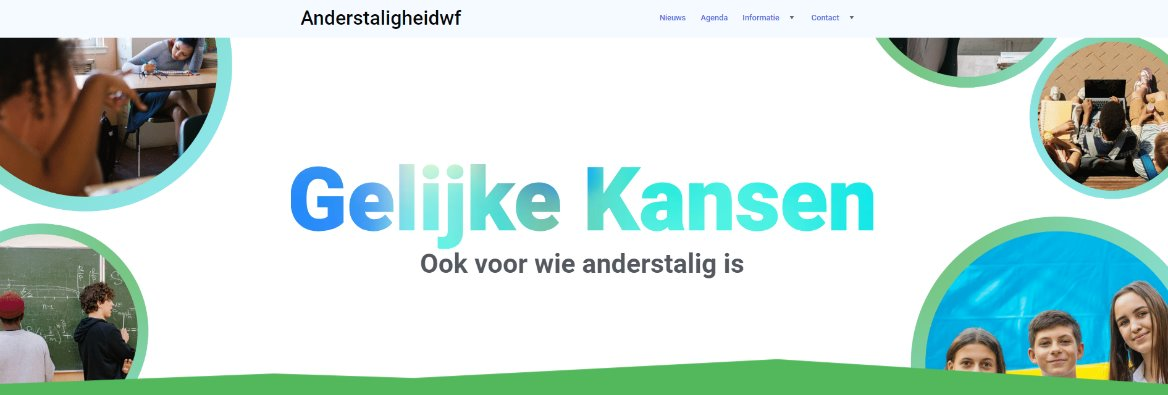 Anderstaligheidwf
Nieuws Agenda Informatie Contact
Gelijke Kansen
Ook voor wie anderstalig is